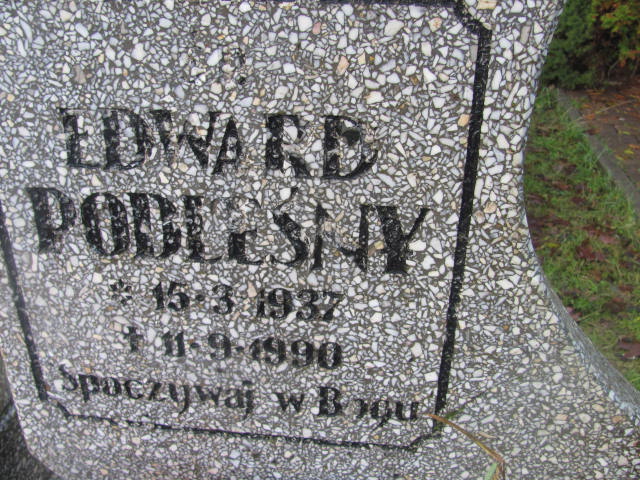 EDWARD
PODLEŚNY
* 15.3.1937
† 11.9.1990
Spoczywaj w Bogu